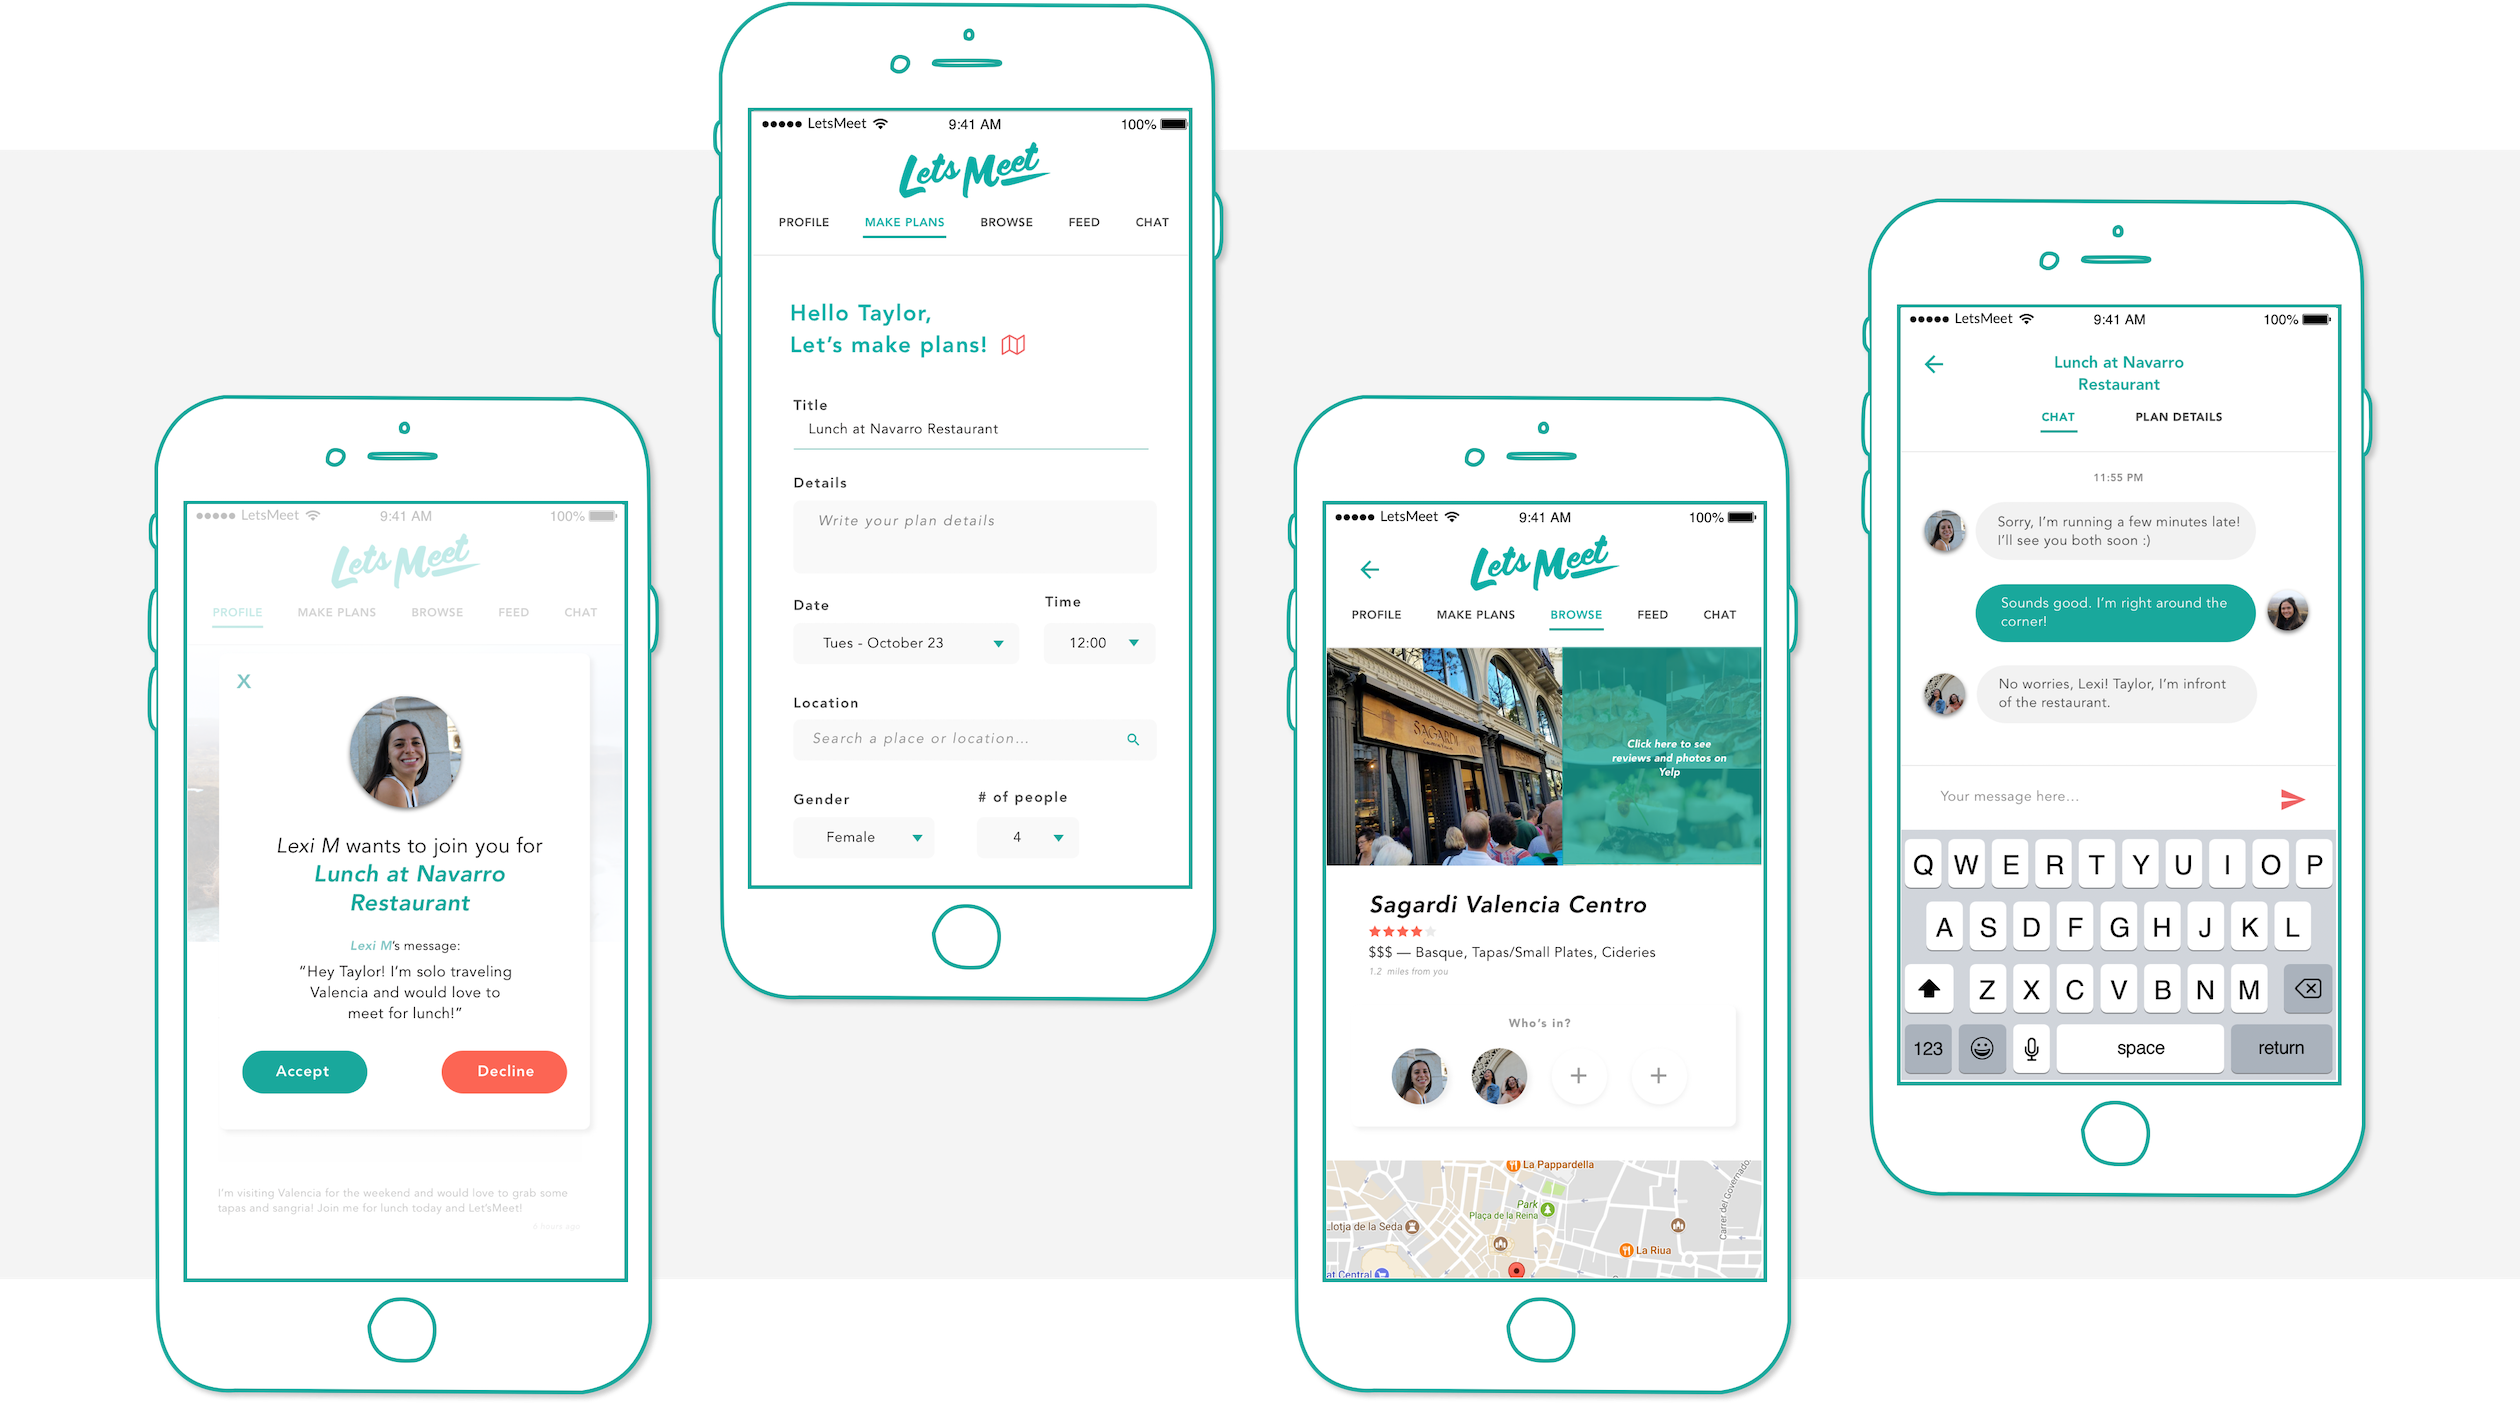 LetsMeet
9:41 AM
100%
Lets Meet
PROFILE
MAKE PLANS
BROWSE
FEED
CHAT
X
Lexi M wants to join you for
Lunch at Navarro
Restaurant
Lexi M's message:
“Hey Taylor! I’m solo traveling
Valencia and would love to
meet for lunch!”
Accept
Decline
I'm visiting Valencia for the weekend and would love to grab some
tapas and sangria! Join me for lunch today and Let'sMeet!
6 hours ago
LetsMeet
9:41 AM
100%
Lets Meet
PROFILE
MAKE PLANS
BROWSE
FEED
CHAT
Hello Taylor,
Let’s make plans!
Title
Lunch at Navarro Restaurant
Details
Write your plan details
Date
Time
Tues - October 23
12:00
Location
Search a place or location...
Gender
# of people
Female
4
LetsMeet
9:41 AM
100%
Lets Meet
PROFILE
MAKE PLANS
BROWSE
FEED
CHAT
SAGARDI
Click here to see
reviews and photos on
Yelp
Sagardi Valencia Centro
$$$ — Basque, Tapas/Small Plates, Cideries
1.2 miles from you
Who's in?
+
+
La Pappardella
Park
Plaça de la Reina
Llotja de la Seda
Carrer del Governado
La Riua
at Central
LetsMeet
9:41 AM
100%
Lunch at Navarro
Restaurant
CHAT
PLAN DETAILS
11:55 PM
Sorry, I’m running a few minutes late!
I’ll see you both soon :)
Sounds good. I’m right around the
corner!
No worries, Lexi! Taylor, I’m infront
of the restaurant.
Your message here...
Q W E R T Y U I O P
A S D F G H J K L
Z X C V B N M
123
space
return